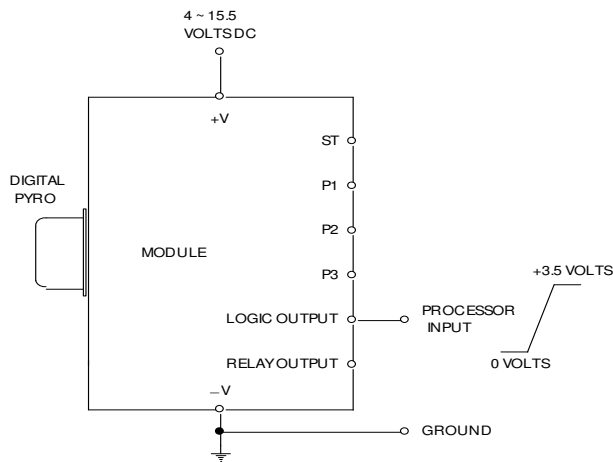 4 ~ 15.5
VOLTS DC
+V
ST
DIGITAL
PYRO
P1
P2
MODULE
P3
+3.5 VOLTS
LOGIC OUTPUT
PROCESSOR
INPUT
0 VOLTS
RELAY OUTPUT
–V
GROUND